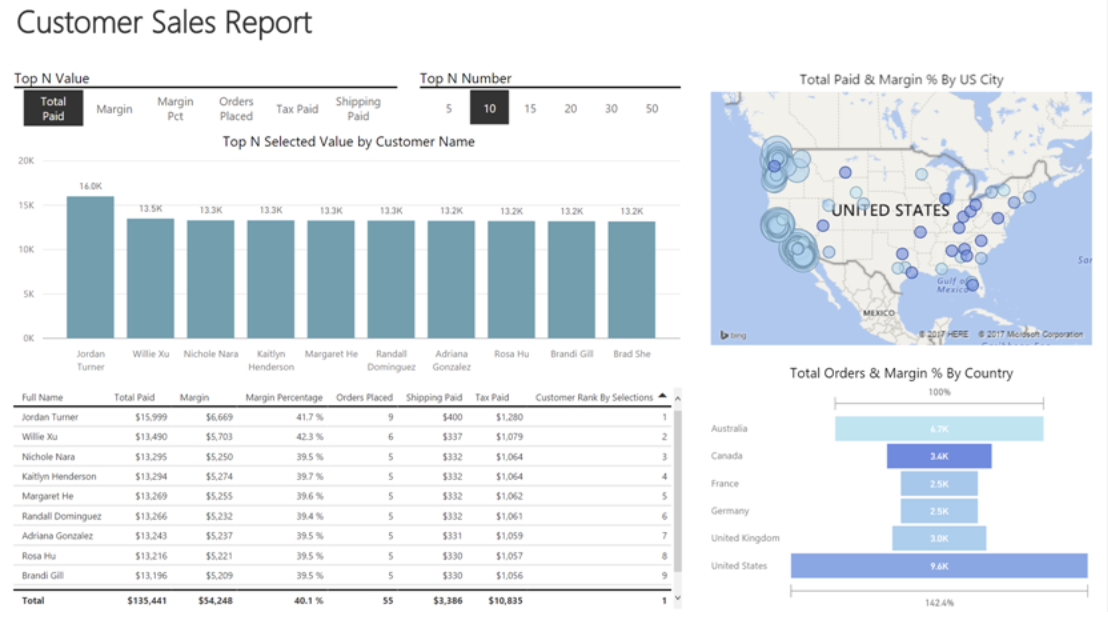 Customer Sales Report
Top N Value
Top N Number
Total Paid & Margin % By US City
Total Paid
Margin
Margin Pct
Orders Placed
Tax Paid
Shipping Paid
5 10 15 20 30 50
Top N Selected Value by Customer Name
20K
15K
10K
5K
0K
16.0K 13.5K 13.3K 13.3K 13.3K 13.3K 13.2K 13.2K 13.2K 13.2K
Jordan Turner
Willie Xu
Nichole Nara
Kaitlyn Henderson
Margaret He
Randall Dominguez
Adriana Gonzalez
Rosa Hu
Brandi Gill
Brad She
UNITED STATES
Gulf of
Mexico
MEXICO
Sar
bing
© 2017 HERE © 2017 Microsoft Corporation
Full Name Total Paid Margin Margin Percentage Orders Placed Shipping Paid Tax Paid Customer Rank By Selections
Jordan Turner $15,999 $6,669 41.7 % 9 $400 $1,280 1
Willie Xu $13,490 $5,703 42.3 % 6 $337 $1,079 2
Nichole Nara $13,295 $5,250 39.5 % 5 $332 $1,064 3
Kaitlyn Henderson $13,294 $5,274 39.7 % 5 $332 $1,064 4
Margaret He $13,269 $5,255 39.6 % 5 $332 $1,062 5
Randall Dominguez $13,266 $5,232 39.4 % 5 $332 $1,061 6
Adriana Gonzalez $13,243 $5,237 39.5 % 5 $331 $1,059 7
Rosa Hu $13,216 $5,221 39.5 % 5 $330 $1,057 8
Brandi Gill $13,196 $5,209 39.5 % 5 $330 $1,056 9
Total $135,441 $54,248 40.1 % 55 $3,386 $10,835 1
Total Orders & Margin % By Country
100%
Australia 6.7K
Canada 3.4K
France 2.5K
Germany 2.5K
United Kingdom 3.0K
United States 9.6K
142.4%